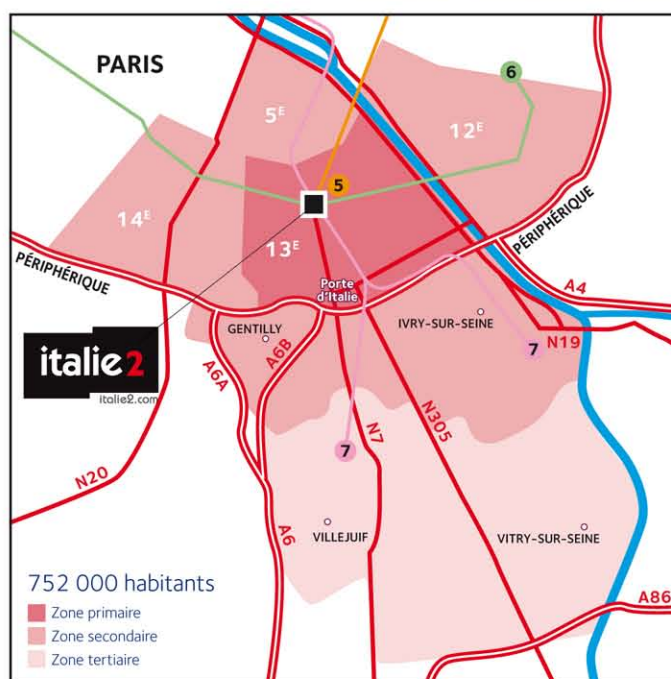 PARIS
6
5E
12E
5
14E
13E
PÉRIPHÉRIQUE
PÉRIPHÉRIQUE
Porte
d'Italie
A4
GENTILLY
IVRY-SUR-SEINE
N19
italie2
italie2.com
A6A
A6B
7
N7
N305
7
N20
A6
VILLEJUIF
VITRY-SUR-SEINE
A86
752 000 habitants
Zone primaire
Zone secondaire
Zone tertiaire